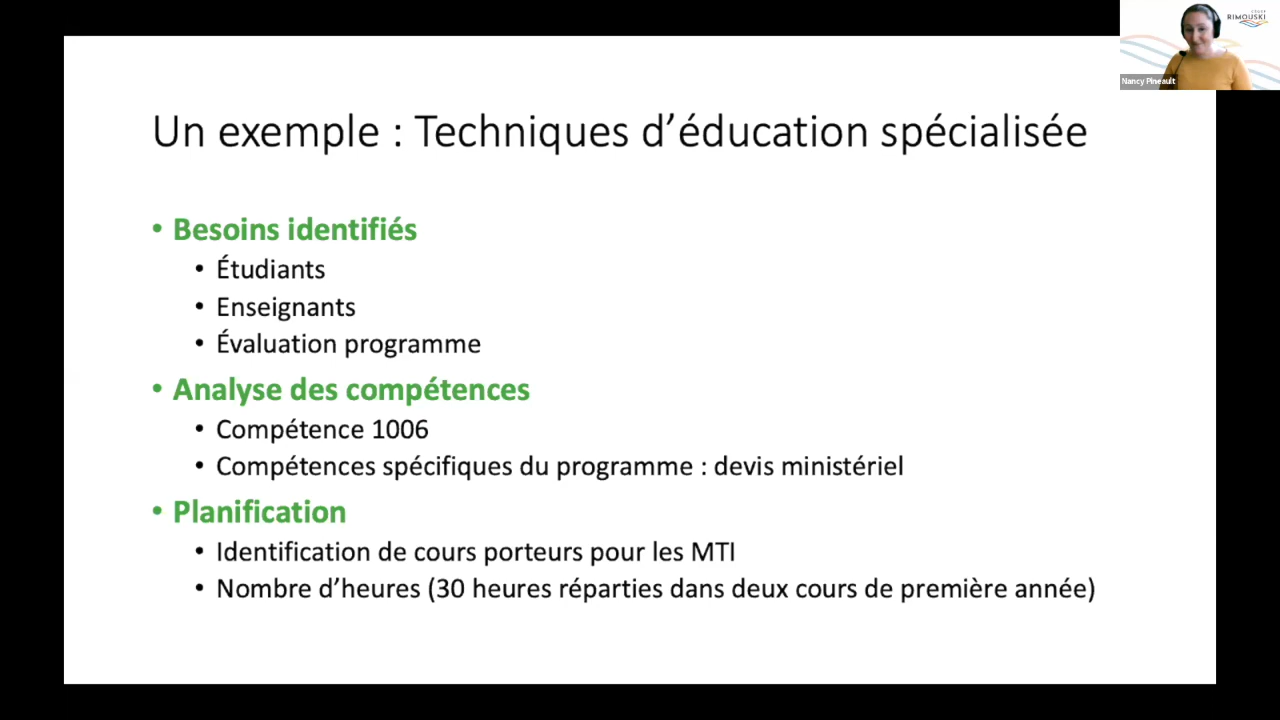 Un exemple : Techniques d’éducation spécialisée
• Besoins identifiés
• Étudiants
• Enseignants
• Évaluation programme
• Analyse des compétences
• Compétence 1006
• Compétences spécifiques du programme : devis ministériel
• Planification
• Identification de cours porteurs pour les MTI
• Nombre d’heures (30 heures réparties dans deux cours de première année)
CÉGEP
RIMOUSKI
Nancy Pineault